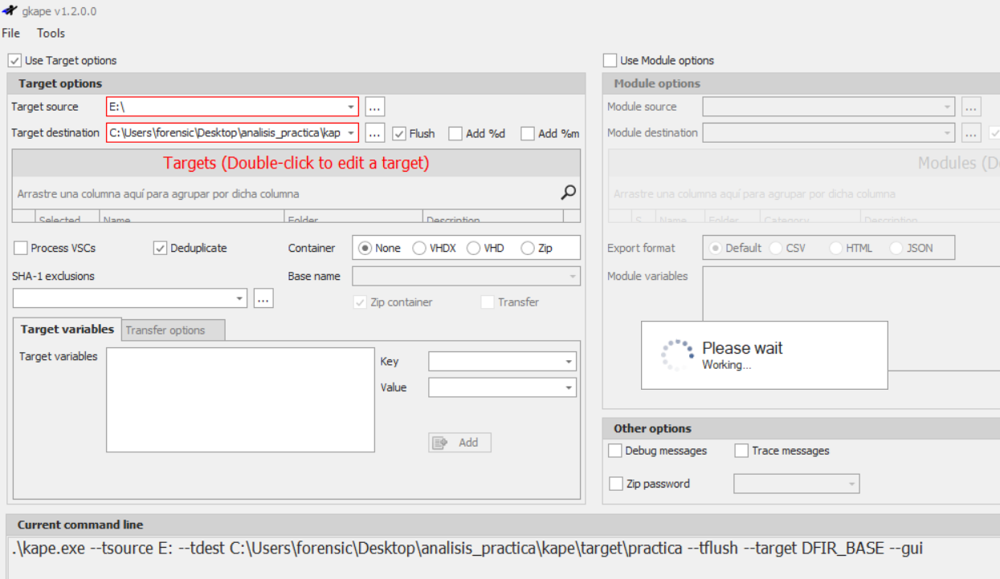 gkape v1.2.0.0
File Tools
Use Target options
Target options
Target source E:\ ...
Target destination C:\Users\forensic\Desktop\analisis_practica\kap ... Flush Add %d Add %m
Targets (Double-click to edit a target)
Arrastre una columna aquí para agrupar por dicha columna
Selected Name Folder Description
Process VSCs Deduplicate Container None VHDX VHD Zip
SHA-1 exclusions Base name
... Zip container Transfer
Target variables Transfer options
Target variables Key
Value
Add
Use Module options
Module options
Module source ...
Module destination ...
Modules (D
Arrastre una columna aquí para agrupar por dicha columna
S... Name Folder Category Description
Export format Default CSV HTML JSON
Module variables
Please wait
Working...
Other options
Debug messages Trace messages
Zip password
Current command line
.\kape.exe --tsource E: --tdest C:\Users\forensic\Desktop\analisis_practica\kape\target\practica --tflush --target DFIR_BASE --gui